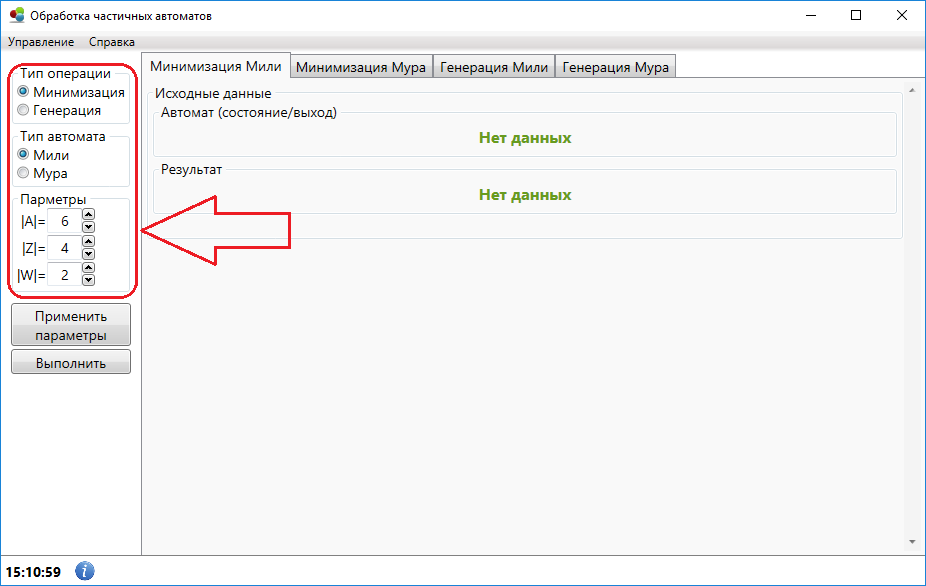 Обработка частичных автоматов
Управление Справка
Тип операции
Минимизация
Генерация
Тип автомата
Мили
Мура
Парметры
|A|= 6
|Z|= 4
|W|= 2
Применить
параметры
Выполнить
Минимизация Мили Минимизация Мура Генерация Мили Генерация Мура
Исходные данные
Автомат (состояние/выход)
Нет данных
Результат
Нет данных
15:10:59